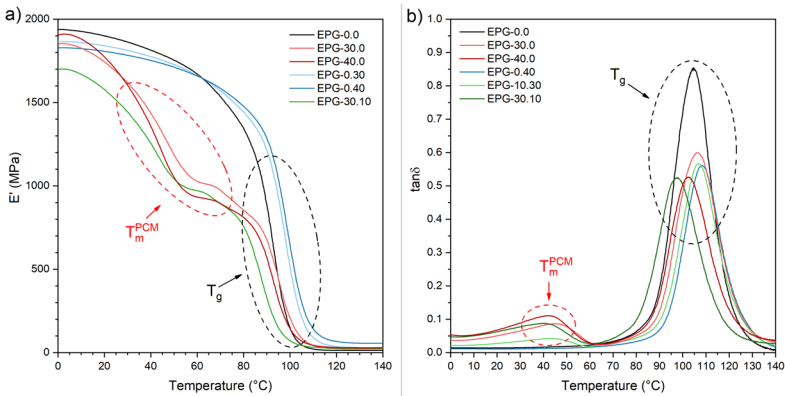 a)
2000
1500
1000
500
0
E' (MPa)
EPG-0.0
EPG-30.0
EPG-40.0
EPG-0.30
EPG-0.40
EPG-30.10
T_m^PCM
T_g
0 20 40 60 80 100 120 140
Temperature (°C)
b)
1.0
0.9
0.8
0.7
0.6
0.5
0.4
0.3
0.2
0.1
0.0
tanδ
EPG-0.0
EPG-30.0
EPG-40.0
EPG-0.40
EPG-10.30
EPG-30.10
T_g
T_m^PCM
0 10 20 30 40 50 60 70 80 90 100 110 120 130 140
Temperature (°C)